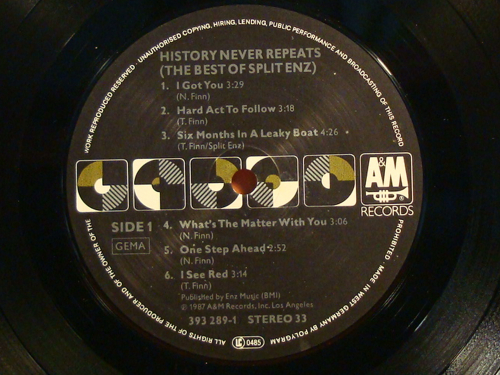 WORK REPRODUCED RESERVED · UNAUTHORISED COPYING, HIRING, LENDING, PUBLIC PERFORMANCE AND BROADCASTING OF THIS RECORD PROHIBITED · MADE IN WEST GERMANY BY POLYGRAM
HISTORY NEVER REPEATS
(THE BEST OF SPLIT ENZ)
1. I Got You 3:29
(N. Finn)
2. Hard Act To Follow 3:18
(T. Finn)
3. Six Months In A Leaky Boat 4:26
(T. Finn/Split Enz)
A&M
®
RECORDS
SIDE 1
GEMA
4. What's The Matter With You 3:06
(N. Finn)
5. One Step Ahead 2:52
(N. Finn)
6. I See Red 3:14
(T. Finn)
Published by Enz Music (BMI)
© 1987 A&M Records, Inc. Los Angeles
393 289-1 STEREO 33
LC 0485
ALL RIGHTS OF THE PRODUCER AND OF THE OWNER OF THE